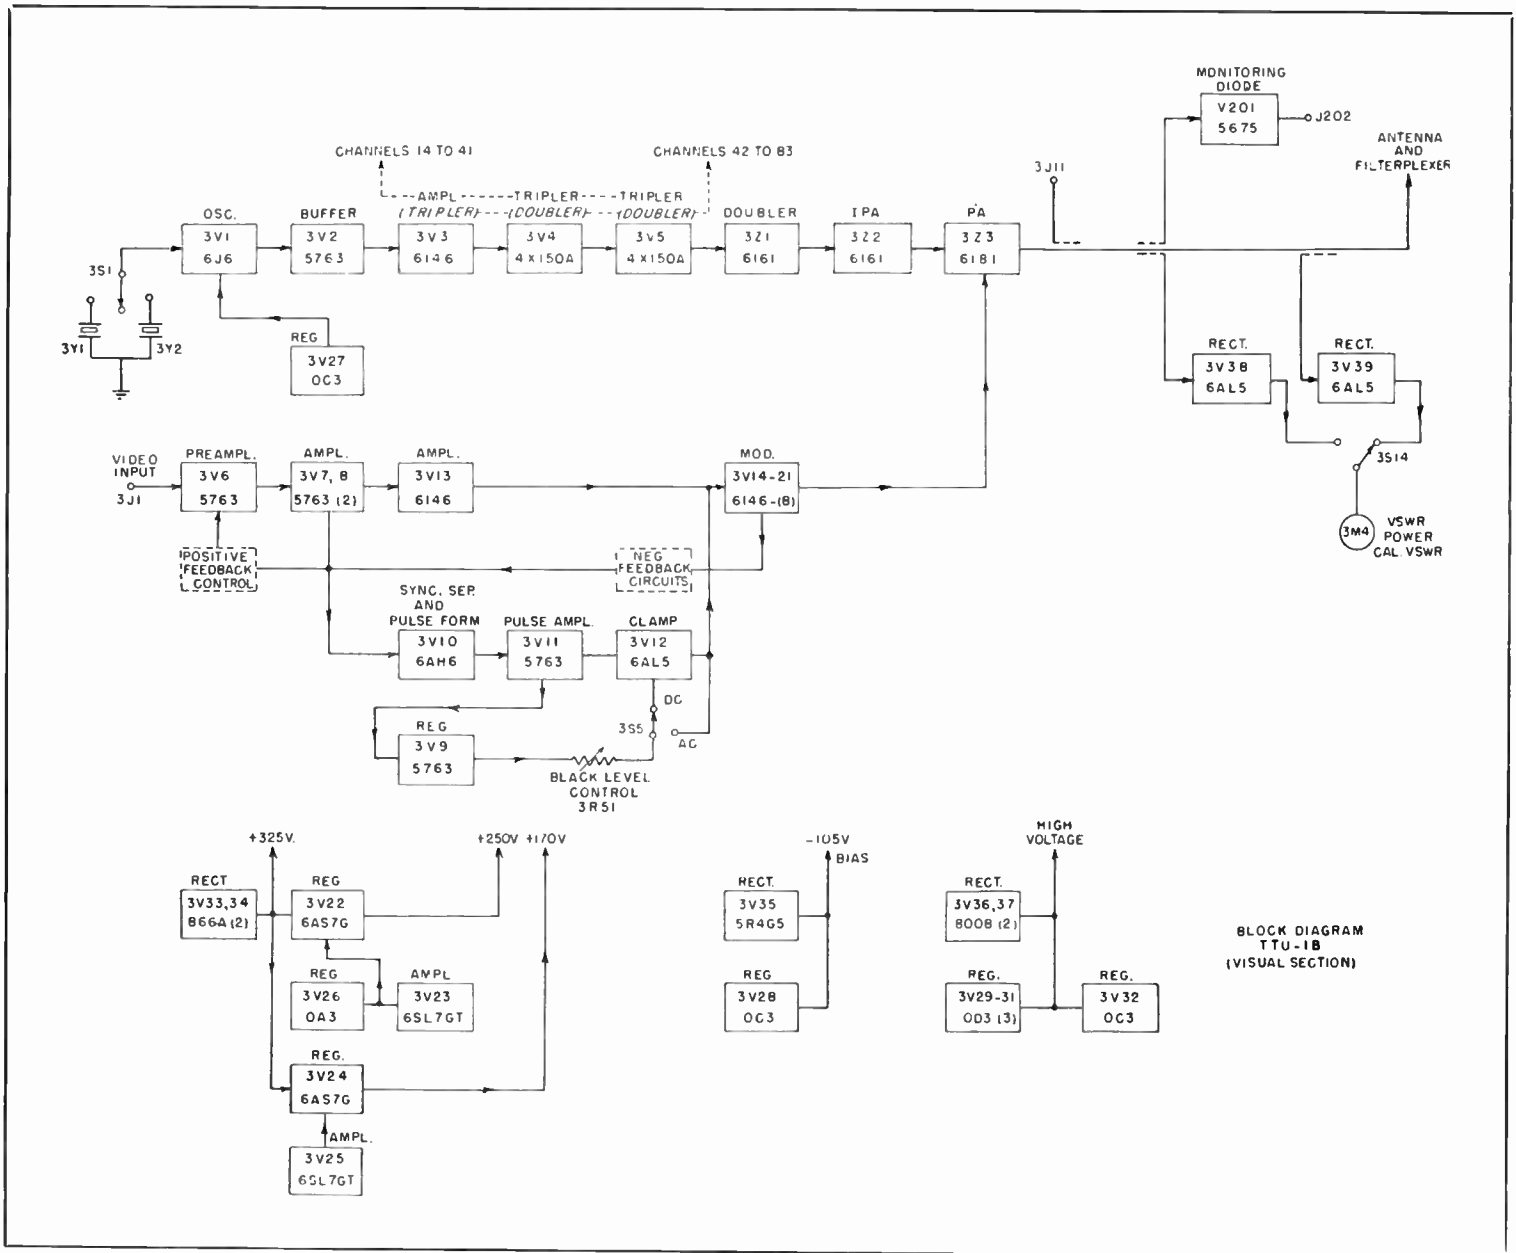 MONITORING
DIODE
V201
5675
J202
ANTENNA
AND
FILTERPLEXER
CHANNELS 14 TO 41
CHANNELS 42 TO 83
3J11
AMPL
TRIPLER
TRIPLER
OSC.
BUFFER
(TRIPLER)
(DOUBLER)
(DOUBLER)
DOUBLER
IPA
PA
3V1
6J6
3V2
5763
3V3
6146
3V4
4X150A
3V5
4X150A
3Z1
6161
3Z2
6161
3Z3
6181
3S1
3Y1
3Y2
REG
3V27
OC3
RECT.
3V38
6AL5
RECT.
3V39
6AL5
3S14
3M4
VSWR
POWER
CAL. VSWR
VIDEO
INPUT
3J1
PREAMPL.
3V6
5763
AMPL.
3V7, 8
5763 (2)
AMPL.
3V13
6146
MOD.
3V14-21
6146-(8)
POSITIVE
FEEDBACK
CONTROL
NEG
FEEDBACK
CIRCUITS
SYNC. SEP.
AND
PULSE FORM
3V10
6AH6
PULSE AMPL.
3V11
5763
CLAMP
3V12
6AL5
DC
3S5
AC
REG
3V9
5763
BLACK LEVEL
CONTROL
3R51
+325V.
+250V
+170V
-105V
BIAS
HIGH
VOLTAGE
RECT
3V33,34
866A (2)
REG
3V22
6AS7G
RECT.
3V35
5R4G5
RECT.
3V36,37
8008 (2)
REG
3V26
OA3
AMPL
3V23
6SL7GT
REG
3V28
OC3
REG.
3V29-31
OD3 (3)
REG.
3V32
OC3
REG.
3V24
6AS7G
AMPL.
3V25
6SL7GT
BLOCK DIAGRAM
TTU-1B
(VISUAL SECTION)